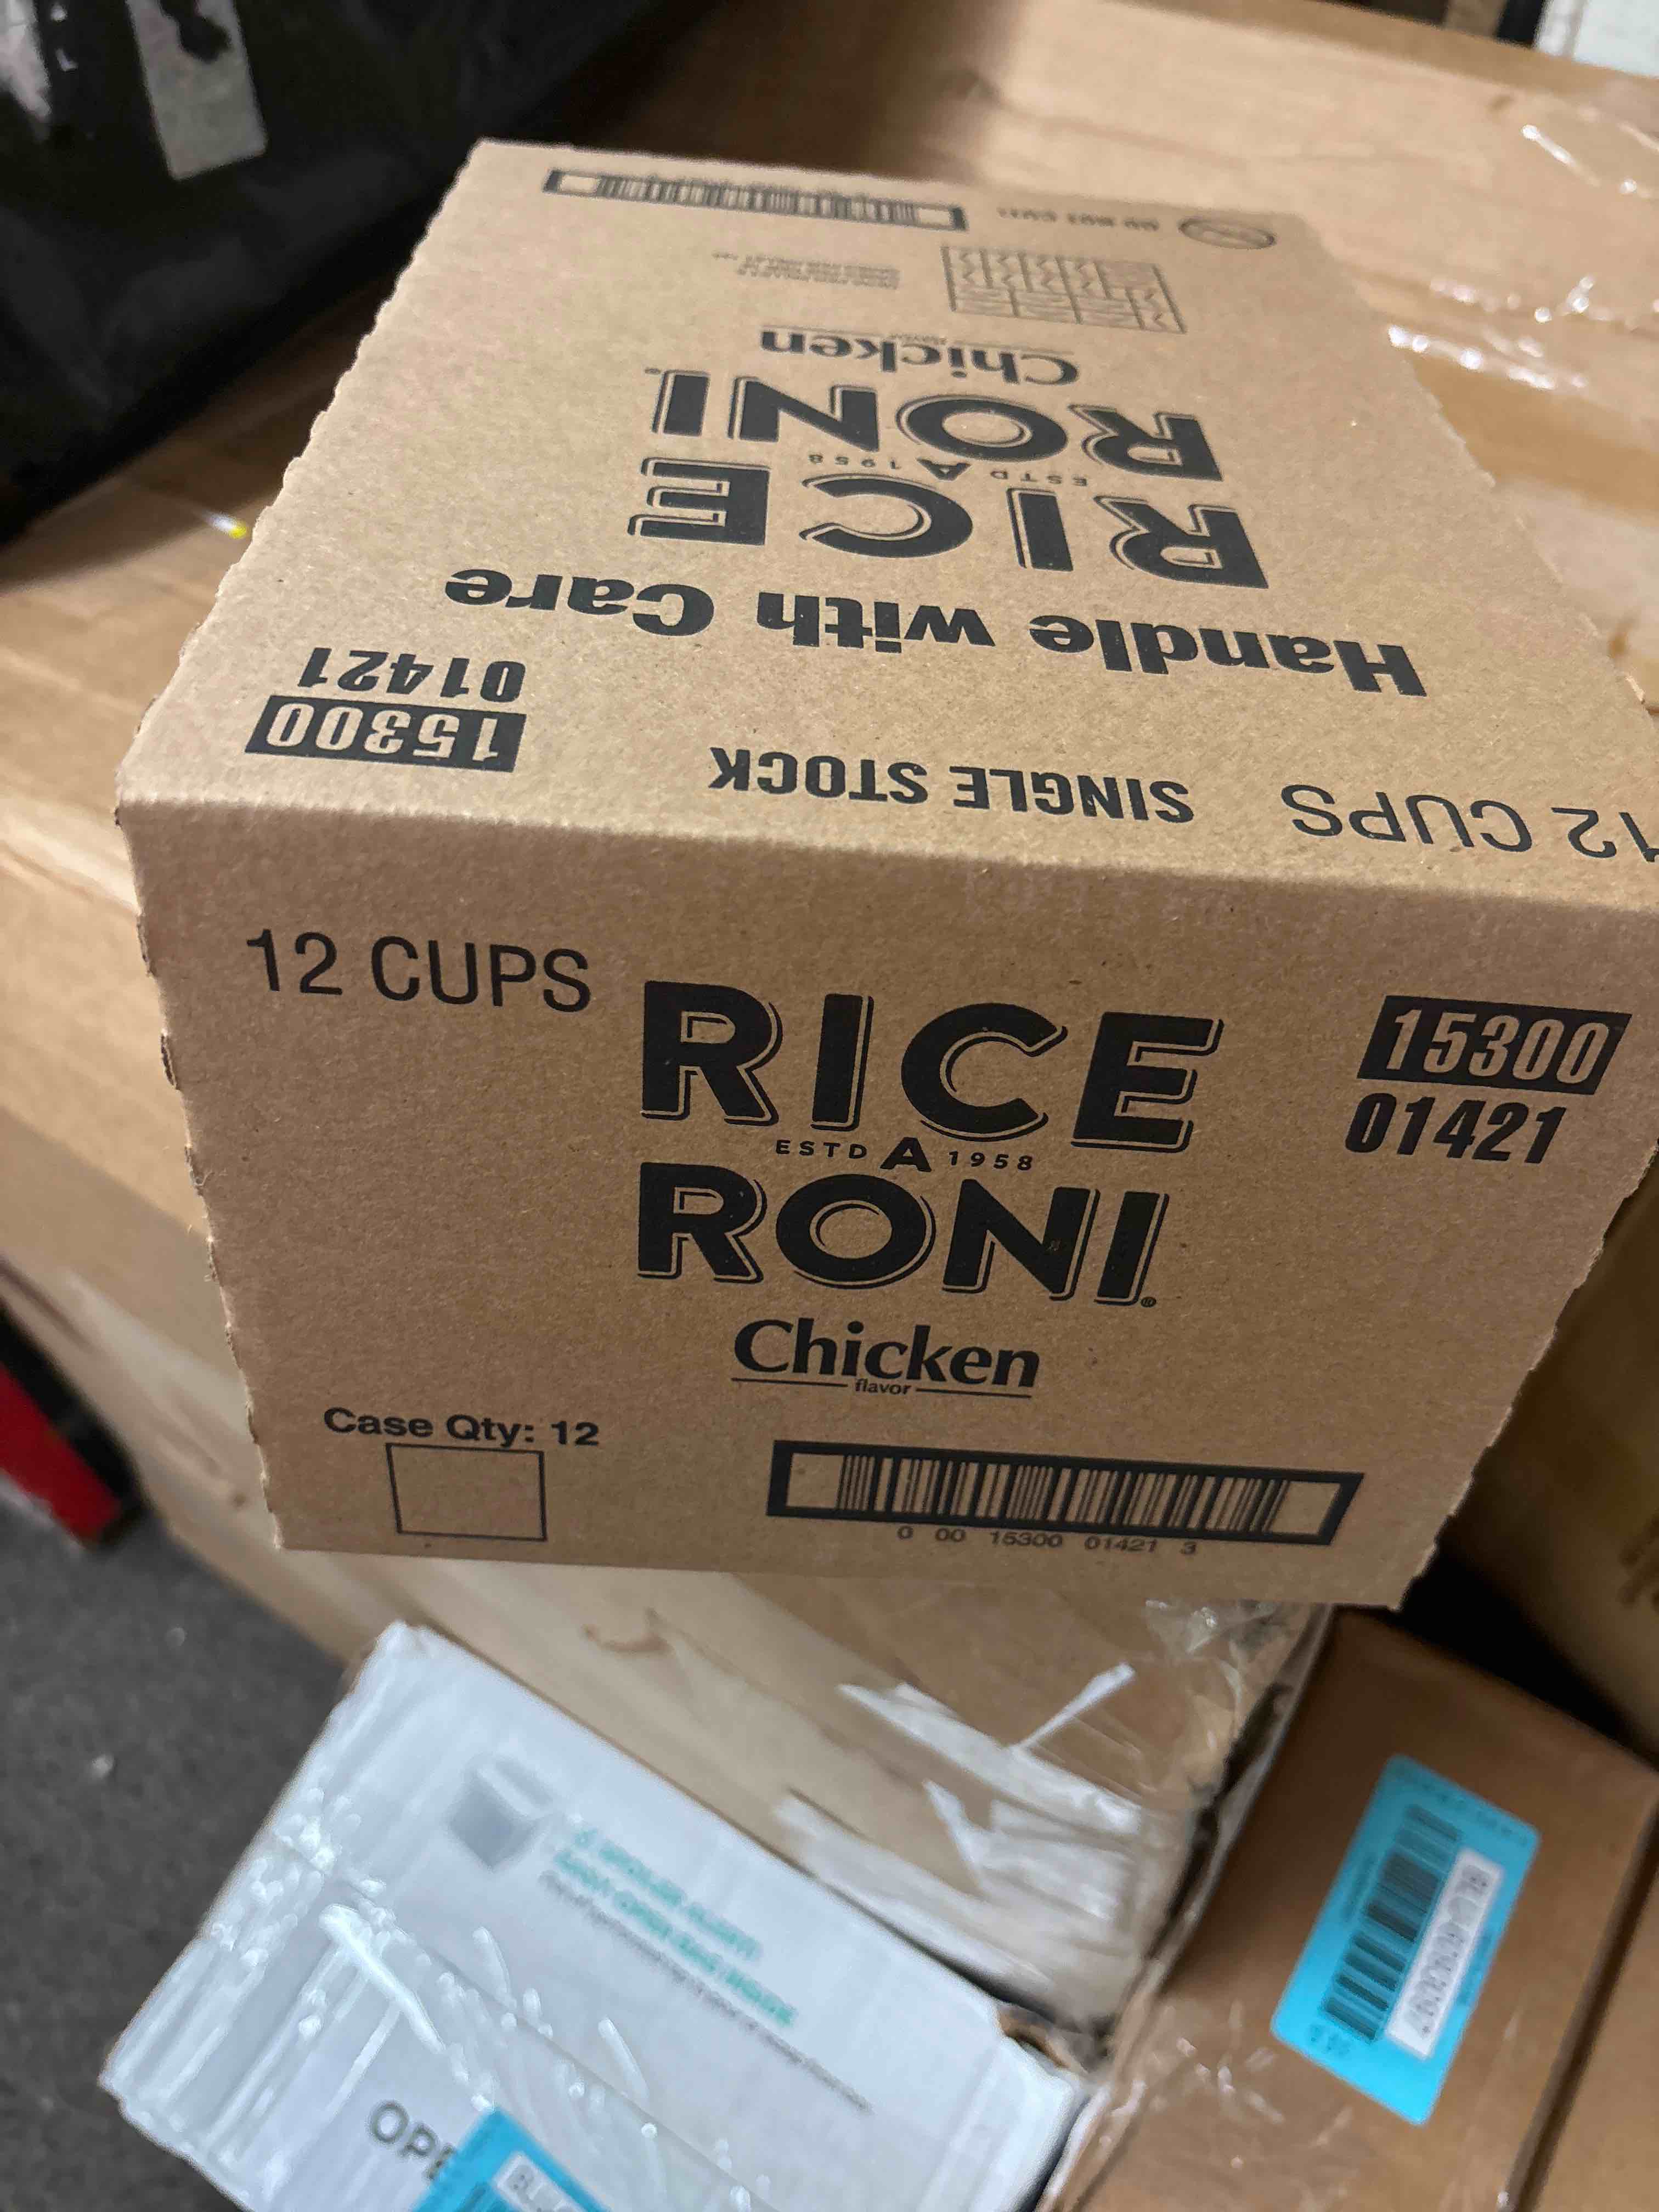 Chicken
RICE
ESTD A 1958
RONI
Handle with Care
15300
01421
SINGLE STOCK
12 CUPS
12 CUPS
RICE
ESTD A 1958
RONI®
Chicken
flavor
15300
01421
Case Qty: 12
0 00 15300 01421 3
OPE